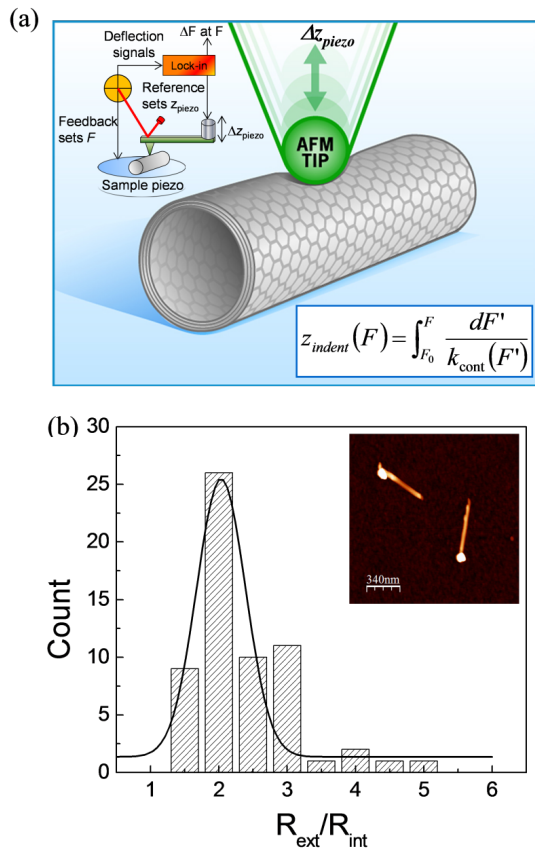 (a)
Deflection signals
ΔF at F
Lock-in
Reference sets z_piezo
Δz_piezo
Feedback sets F
Sample piezo
Δz_piezo
AFM TIP
z_indent(F) = ∫_{F_0}^{F} dF' / k_cont(F')
(b)
30
25
20
15
10
5
0
Count
340nm
1 2 3 4 5 6
R_ext/R_int